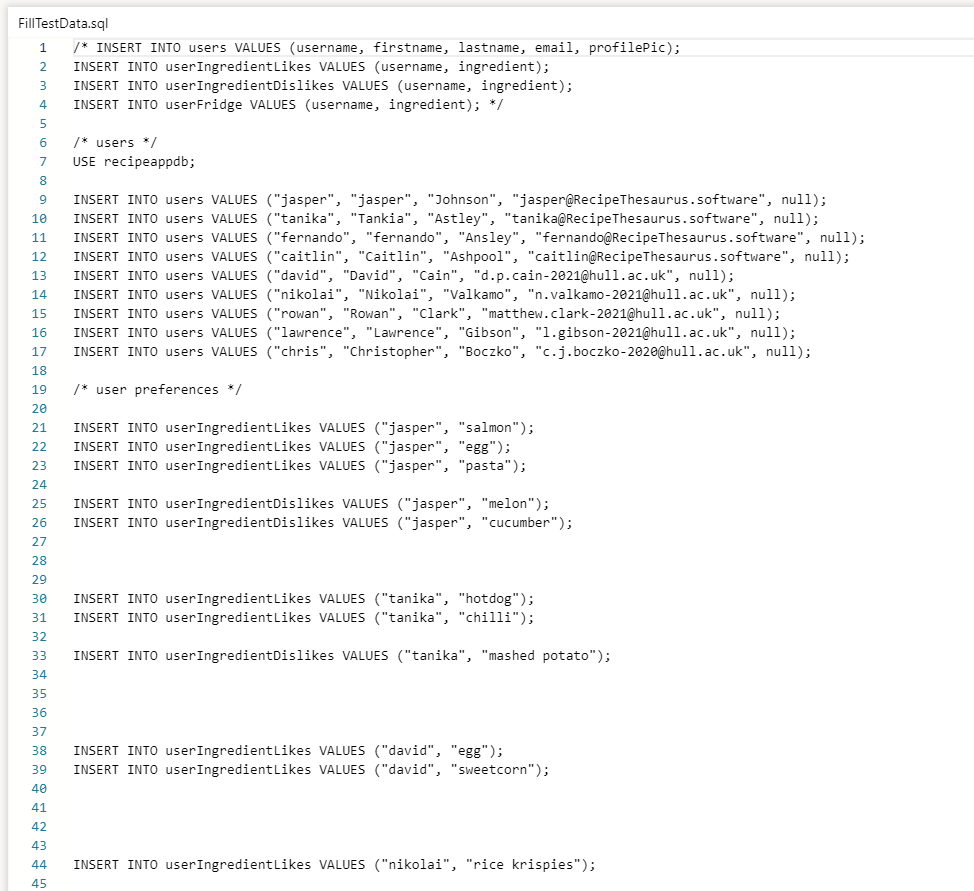 FillTestData.sql
1 /* INSERT INTO users VALUES (username, firstname, lastname, email, profilePic);
2 INSERT INTO userIngredientLikes VALUES (username, ingredient);
3 INSERT INTO userIngredientDislikes VALUES (username, ingredient);
4 INSERT INTO userFridge VALUES (username, ingredient); */
5
6 /* users */
7 USE recipeappdb;
8
9 INSERT INTO users VALUES ("jasper", "jasper", "Johnson", "jasper@RecipeThesaurus.software", null);
10 INSERT INTO users VALUES ("tanika", "Tankia", "Astley", "tanika@RecipeThesaurus.software", null);
11 INSERT INTO users VALUES ("fernando", "fernando", "Ansley", "fernando@RecipeThesaurus.software", null);
12 INSERT INTO users VALUES ("caitlin", "Caitlin", "Ashpool", "caitlin@RecipeThesaurus.software", null);
13 INSERT INTO users VALUES ("david", "David", "Cain", "d.p.cain-2021@hull.ac.uk", null);
14 INSERT INTO users VALUES ("nikolai", "Nikolai", "Valkamo", "n.valkamo-2021@hull.ac.uk", null);
15 INSERT INTO users VALUES ("rowan", "Rowan", "Clark", "matthew.clark-2021@hull.ac.uk", null);
16 INSERT INTO users VALUES ("lawrence", "Lawrence", "Gibson", "l.gibson-2021@hull.ac.uk", null);
17 INSERT INTO users VALUES ("chris", "Christopher", "Boczko", "c.j.boczko-2020@hull.ac.uk", null);
18
19 /* user preferences */
20
21 INSERT INTO userIngredientLikes VALUES ("jasper", "salmon");
22 INSERT INTO userIngredientLikes VALUES ("jasper", "egg");
23 INSERT INTO userIngredientLikes VALUES ("jasper", "pasta");
24
25 INSERT INTO userIngredientDislikes VALUES ("jasper", "melon");
26 INSERT INTO userIngredientDislikes VALUES ("jasper", "cucumber");
27
28
29
30 INSERT INTO userIngredientLikes VALUES ("tanika", "hotdog");
31 INSERT INTO userIngredientLikes VALUES ("tanika", "chilli");
32
33 INSERT INTO userIngredientDislikes VALUES ("tanika", "mashed potato");
34
35
36
37
38 INSERT INTO userIngredientLikes VALUES ("david", "egg");
39 INSERT INTO userIngredientLikes VALUES ("david", "sweetcorn");
40
41
42
43
44 INSERT INTO userIngredientLikes VALUES ("nikolai", "rice krispies");
45